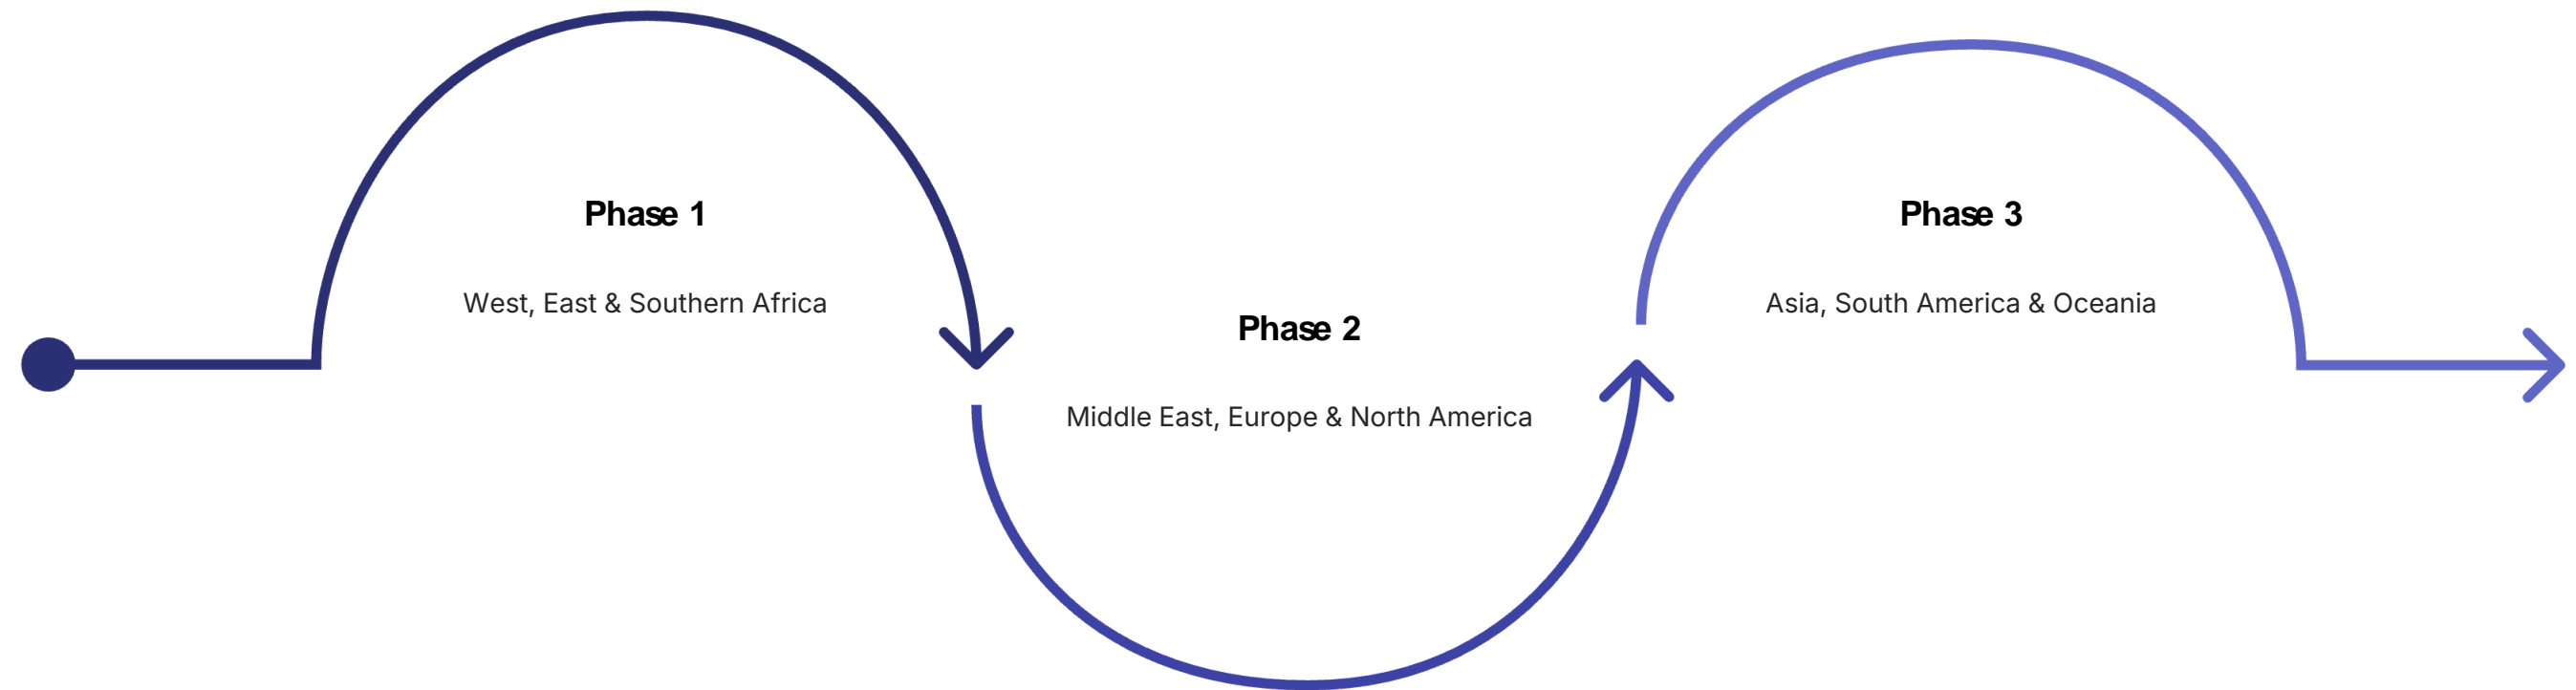 Phase 1
West, East & Southern Africa
Phase 2
Middle East, Europe & North America
Phase 3
Asia, South America & Oceania